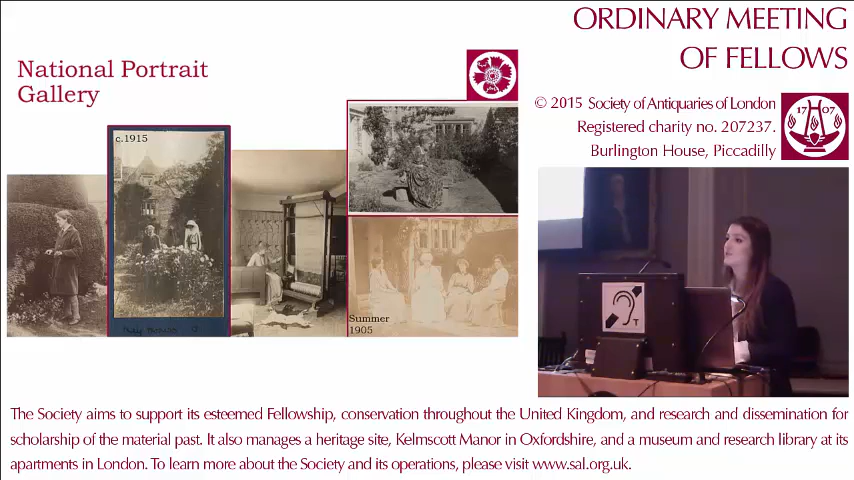 ORDINARY MEETING
OF FELLOWS
National Portrait
Gallery
© 2015 Society of Antiquaries of London
Registered charity no. 207237.
Burlington House, Piccadilly
17 07
c.1915
Summer
1905
T
The Society aims to support its esteemed Fellowship, conservation throughout the United Kingdom, and research and dissemination for
scholarship of the material past. It also manages a heritage site, Kelmscott Manor in Oxfordshire, and a museum and research library at its
apartments in London. To learn more about the Society and its operations, please visit www.sal.org.uk.